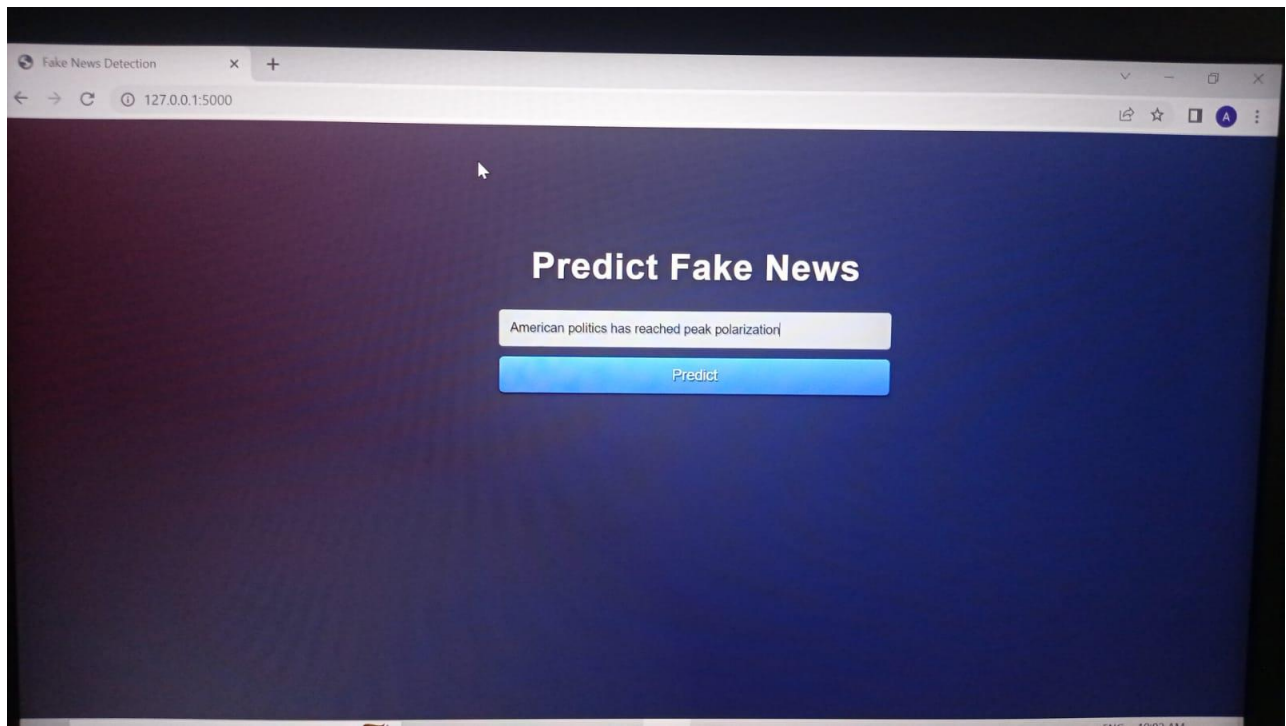 Fake News Detection
127.0.0.1:5000
A
Predict Fake News
American politics has reached peak polarization
Predict